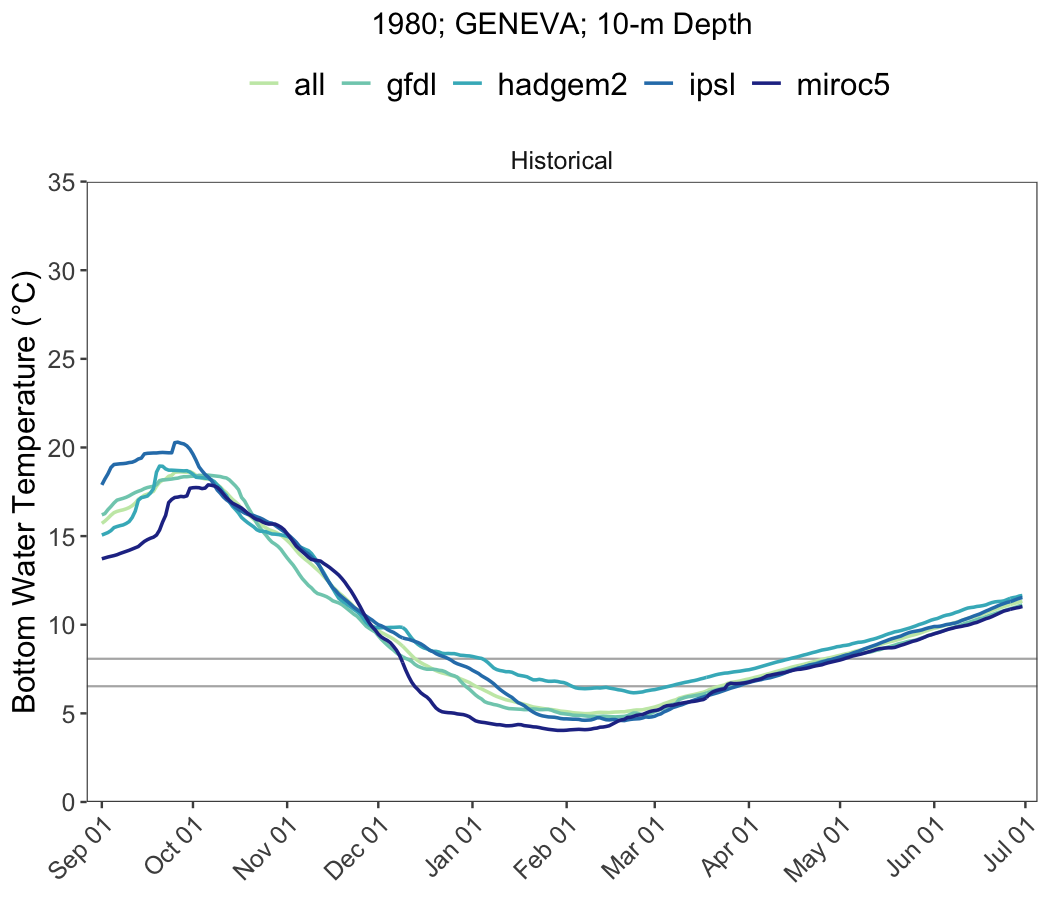 1980; GENEVA; 10-m Depth
all gfdl hadgem2 ipsl miroc5
Historical
Bottom Water Temperature (°C)
35
30
25
20
15
10
5
0
Sep 01 Oct 01 Nov 01 Dec 01 Jan 01 Feb 01 Mar 01 Apr 01 May 01 Jun 01 Jul 01